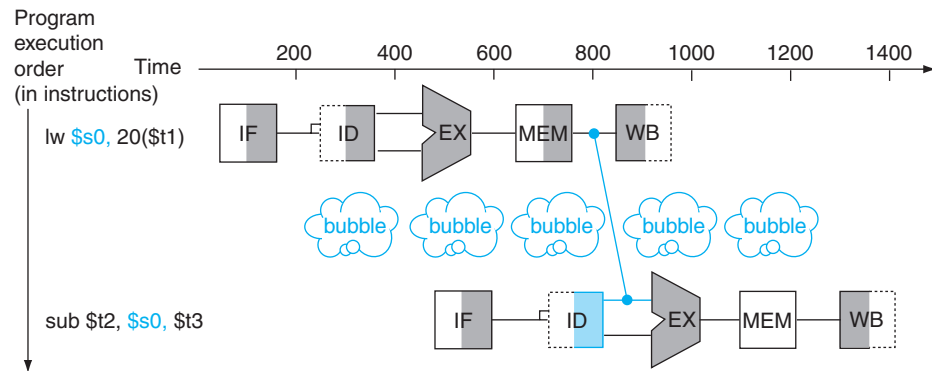 Program
execution
order
(in instructions)
Time
200 400 600 800 1000 1200 1400
lw $s0, 20($t1)
IF ID EX MEM WB
bubble bubble bubble bubble bubble
sub $t2, $s0, $t3
IF ID EX MEM WB